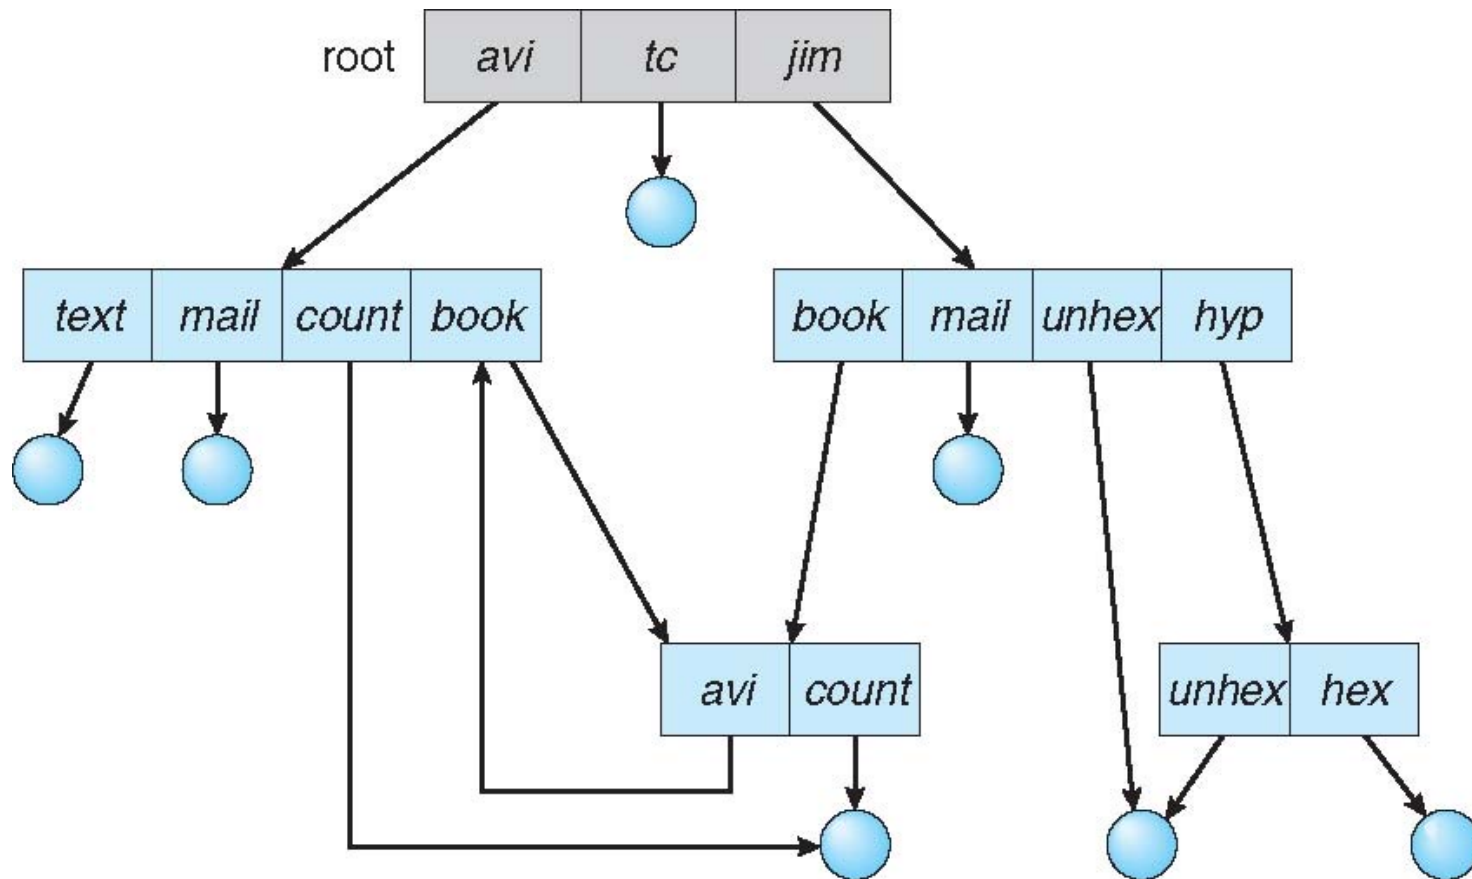 root avi tc jim
text mail count book
book mail unhex hyp
avi count
unhex hex